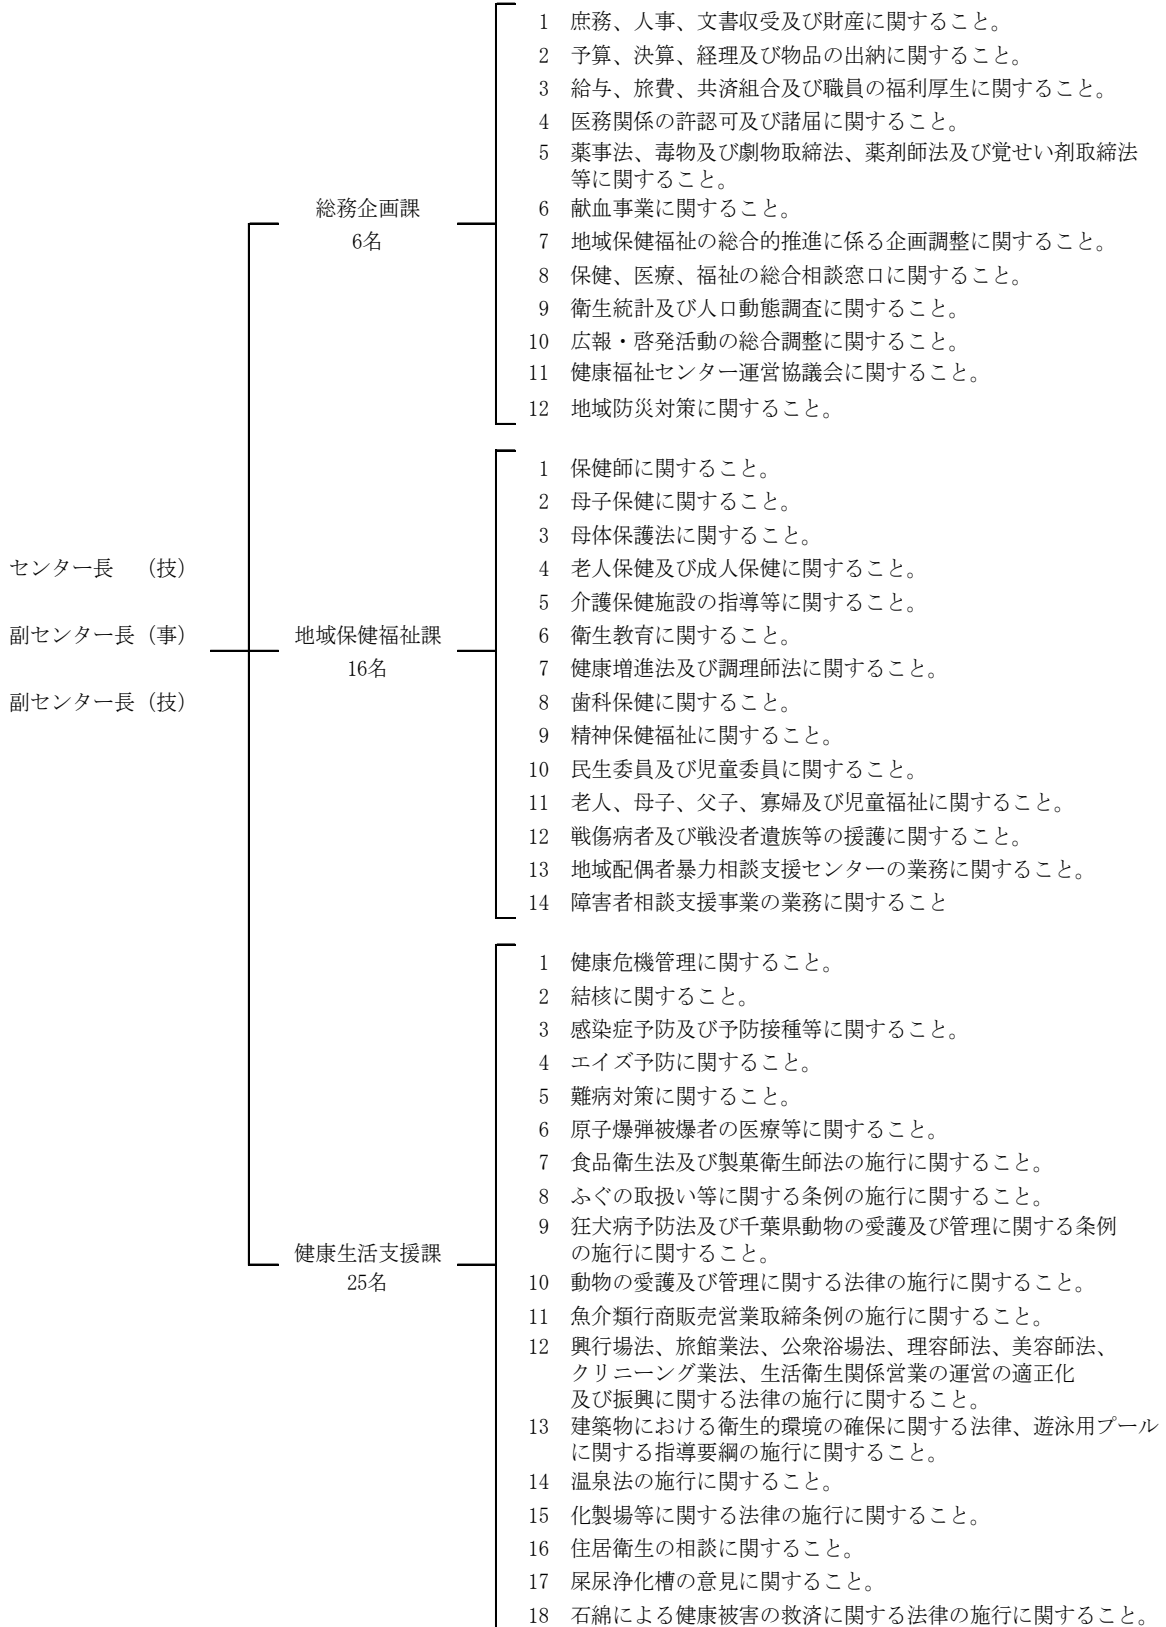 センター長　（技）
副センター長（事）
副センター長（技）
総務企画課
6名
1　庶務、人事、文書収受及び財産に関すること。
2　予算、決算、経理及び物品の出納に関すること。
3　給与、旅費、共済組合及び職員の福利厚生に関すること。
4　医務関係の許認可及び諸届に関すること。
5　薬事法、毒物及び劇物取締法、薬剤師法及び覚せい剤取締法
等に関すること。
6　献血事業に関すること。
7　地域保健福祉の総合的推進に係る企画調整に関すること。
8　保健、医療、福祉の総合相談窓口に関すること。
9　衛生統計及び人口動態調査に関すること。
10　広報・啓発活動の総合調整に関すること。
11　健康福祉センター運営協議会に関すること。
12　地域防災対策に関すること。
地域保健福祉課
16名
1　保健師に関すること。
2　母子保健に関すること。
3　母体保護法に関すること。
4　老人保健及び成人保健に関すること。
5　介護保健施設の指導等に関すること。
6　衛生教育に関すること。
7　健康増進法及び調理師法に関すること。
8　歯科保健に関すること。
9　精神保健福祉に関すること。
10　民生委員及び児童委員に関すること。
11　老人、母子、父子、寡婦及び児童福祉に関すること。
12　戦傷病者及び戦没者遺族等の援護に関すること。
13　地域配偶者暴力相談支援センターの業務に関すること。
14　障害者相談支援事業の業務に関すること
健康生活支援課
25名
1　健康危機管理に関すること。
2　結核に関すること。
3　感染症予防及び予防接種等に関すること。
4　エイズ予防に関すること。
5　難病対策に関すること。
6　原子爆弾被爆者の医療等に関すること。
7　食品衛生法及び製菓衛生師法の施行に関すること。
8　ふぐの取扱い等に関する条例の施行に関すること。
9　狂犬病予防法及び千葉県動物の愛護及び管理に関する条例
の施行に関すること。
10　動物の愛護及び管理に関する法律の施行に関すること。
11　魚介類行商販売営業取締条例の施行に関すること。
12　興行場法、旅館業法、公衆浴場法、理容師法、美容師法、
クリニーング業法、生活衛生関係営業の運営の適正化
及び振興に関する法律の施行に関すること。
13　建築物における衛生的環境の確保に関する法律、遊泳用プール
に関する指導要綱の施行に関すること。
14　温泉法の施行に関すること。
15　化製場等に関する法律の施行に関すること。
16　住居衛生の相談に関すること。
17　屎尿浄化槽の意見に関すること。
18　石綿による健康被害の救済に関する法律の施行に関すること。